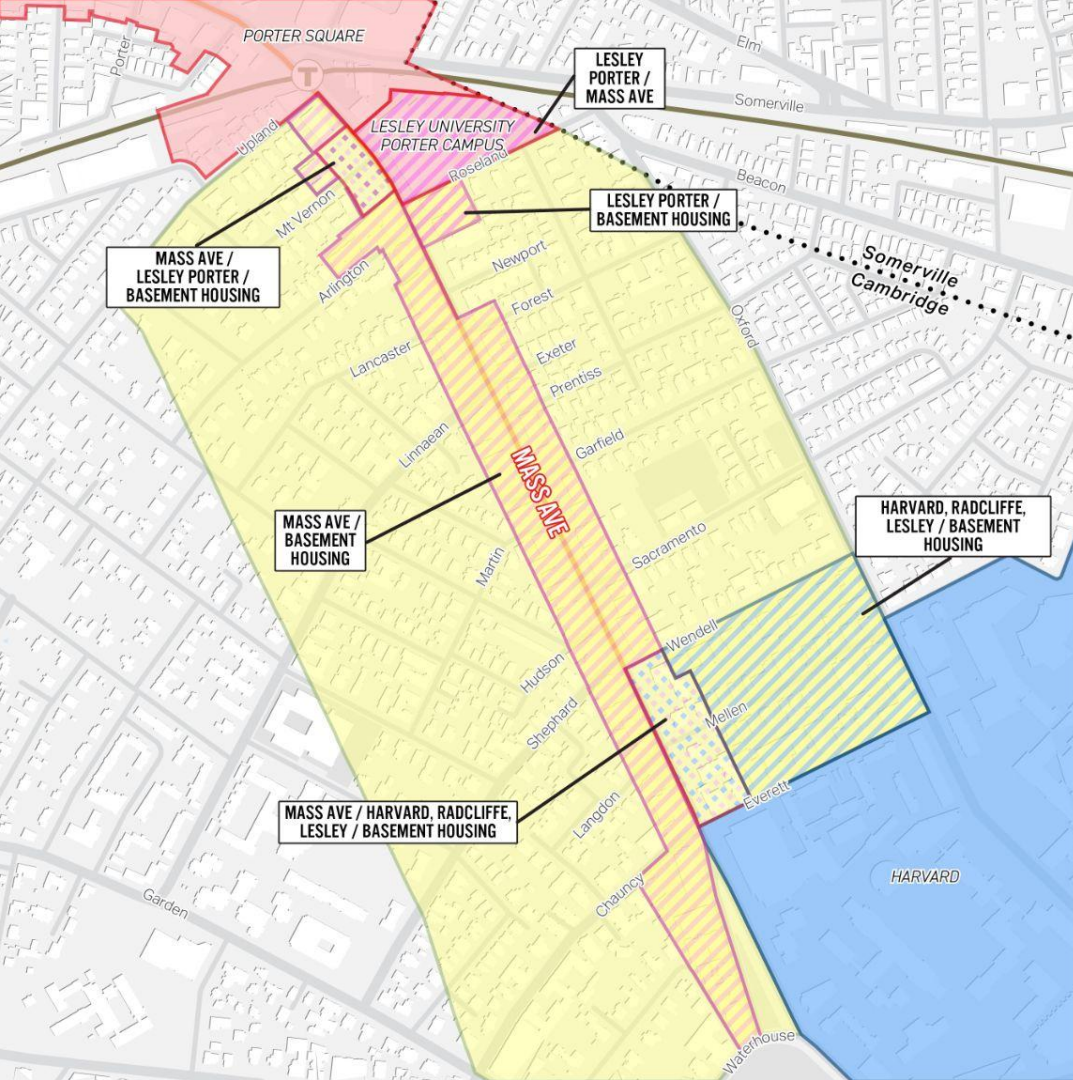 PORTER SQUARE
Porter
T
Elm
LESLEY
PORTER /
MASS AVE
Somerville
LESLEY UNIVERSITY
PORTER CAMPUS
Upland
Roseland
Beacon
LESLEY PORTER /
BASEMENT HOUSING
Mt Vernon
MASS AVE /
LESLEY PORTER /
BASEMENT HOUSING
Newport
Somerville
Cambridge
Arlington
Forest
Oxford
Lancaster
Exeter
Prentiss
Linnaean
Garfield
MASS AVE
MASS AVE /
BASEMENT
HOUSING
HARVARD, RADCLIFFE,
LESLEY / BASEMENT
HOUSING
Sacramento
Martin
Wendell
Hudson
Shephard
Mellen
MASS AVE / HARVARD, RADCLIFFE,
LESLEY / BASEMENT HOUSING
Everett
Langdon
HARVARD
Chauncy
Garden
Waterhouse